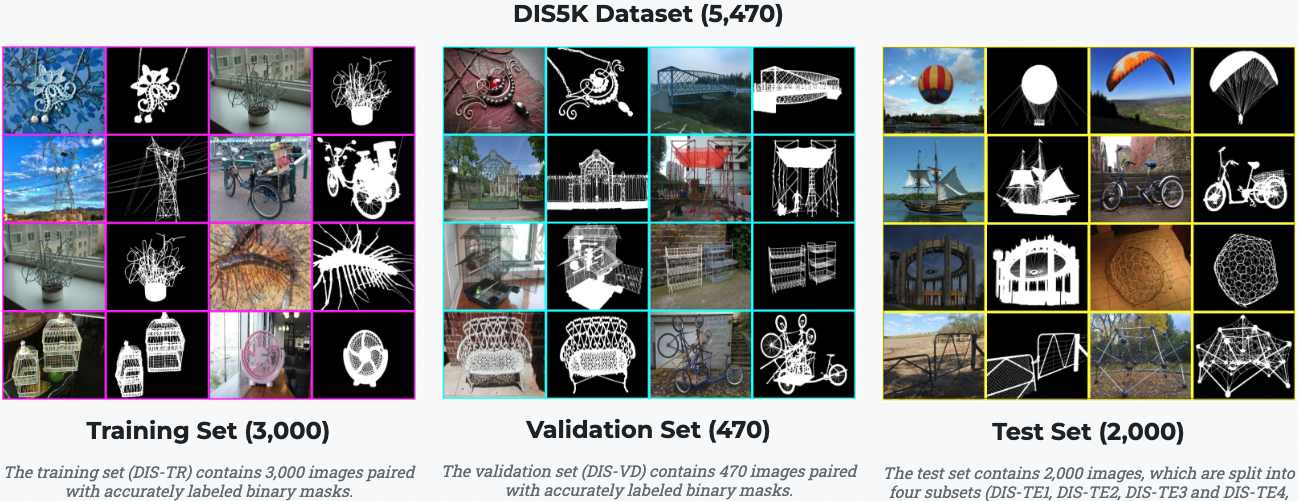 DIS5K Dataset (5,470)
Training Set (3,000)
The training set (DIS-TR) contains 3,000 images paired
with accurately labeled binary masks.
Validation Set (470)
The validation set (DIS-VD) contains 470 images paired
with accurately labeled binary masks.
Test Set (2,000)
The test set contains 2,000 images, which are split into
four subsets (DIS-TE1, DIS-TE2, DIS-TE3 and DIS-TE4,